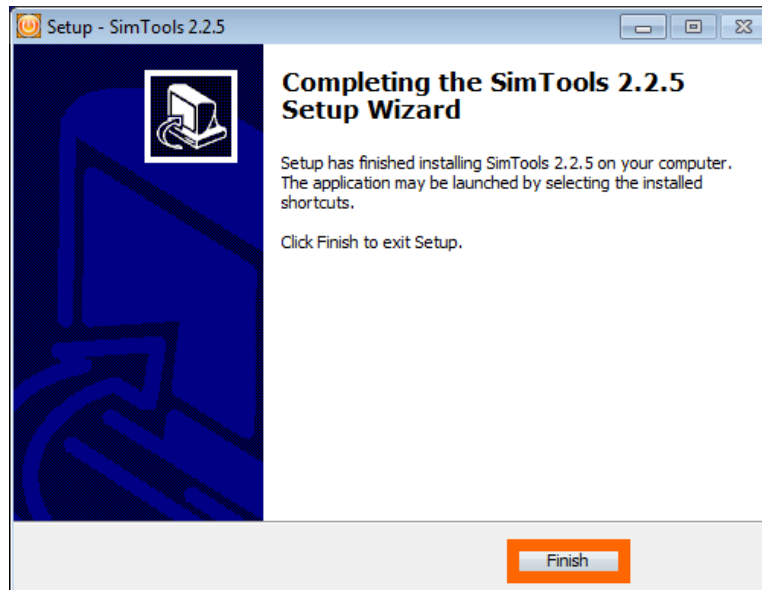 Setup - SimTools 2.2.5
Completing the SimTools 2.2.5
Setup Wizard
Setup has finished installing SimTools 2.2.5 on your computer.
The application may be launched by selecting the installed
shortcuts.
Click Finish to exit Setup.
Finish